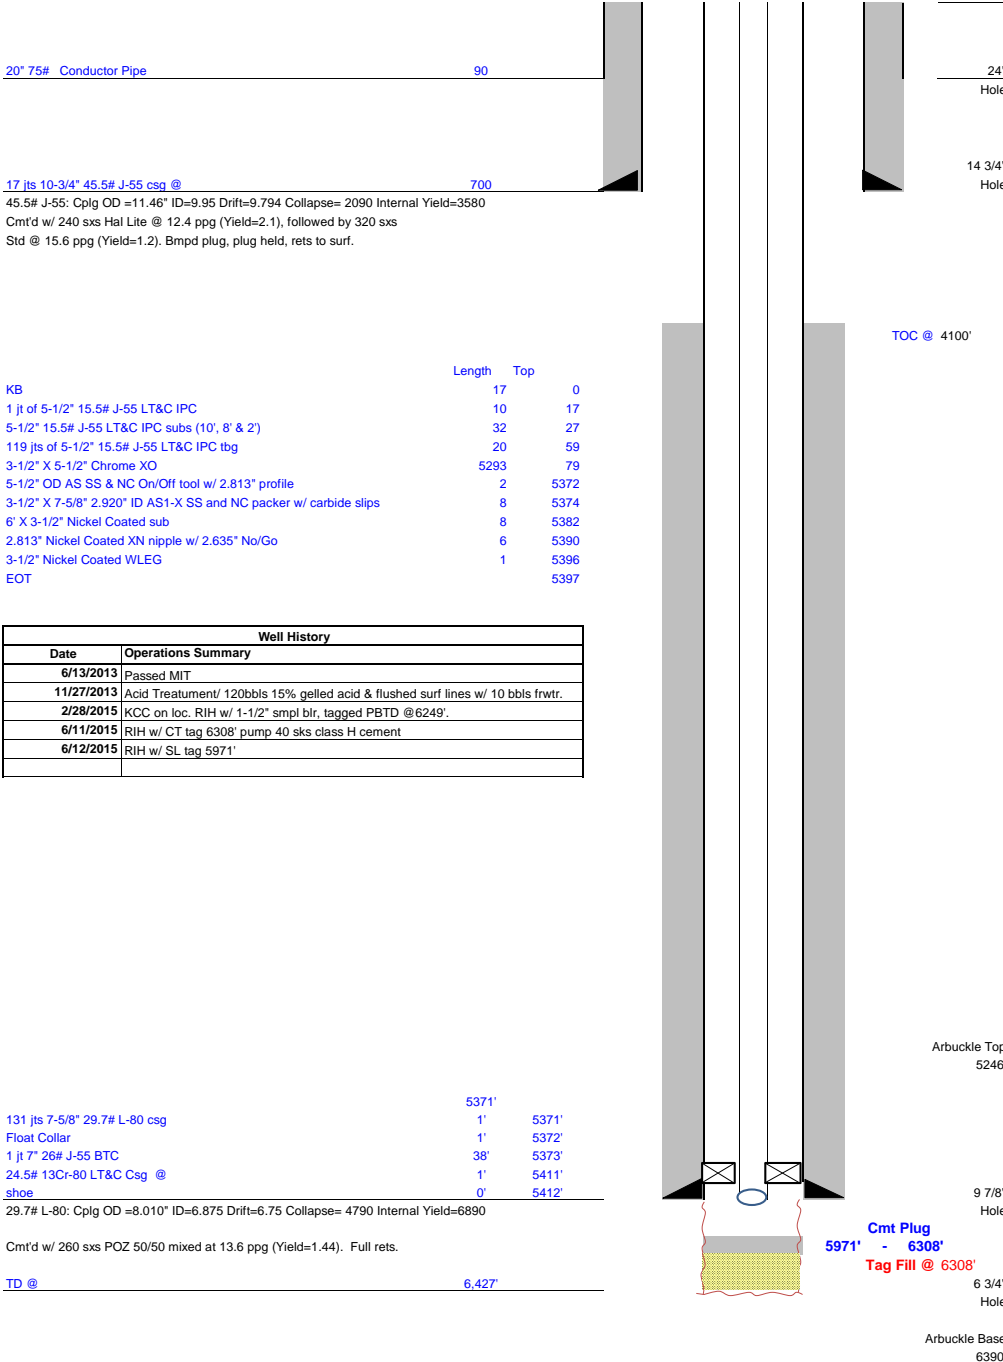 20" 75#   Conductor Pipe 90 24'
Hole
14 3/4"
17 jts 10-3/4" 45.5# J-55 csg @ 700 Hole
45.5# J-55: Cplg OD =11.46" ID=9.95 Drift=9.794 Collapse= 2090 Internal Yield=3580
Cmt'd w/ 240 sxs Hal Lite @ 12.4 ppg (Yield=2.1), followed by 320 sxs
Std @ 15.6 ppg (Yield=1.2). Bmpd plug, plug held, rets to surf.
TOC @ 4100'
Length Top
KB 17 0
1 jt of 5-1/2" 15.5# J-55 LT&C IPC 10 17
5-1/2" 15.5# J-55 LT&C IPC subs (10', 8' & 2') 32 27
119 jts of 5-1/2" 15.5# J-55 LT&C IPC tbg 20 59
3-1/2" X 5-1/2" Chrome XO 5293 79
5-1/2" OD AS SS & NC On/Off tool w/ 2.813" profile 2 5372
3-1/2" X 7-5/8" 2.920" ID AS1-X SS and NC packer w/ carbide slips 8 5374
6' X 3-1/2" Nickel Coated sub 8 5382
2.813" Nickel Coated XN nipple w/ 2.635" No/Go 6 5390
3-1/2" Nickel Coated WLEG 1 5396
EOT 5397
Well History
Date Operations Summary
6/13/2013 Passed MIT
11/27/2013 Acid Treatument/ 120bbls 15% gelled acid & flushed surf lines w/ 10 bbls frwtr.
2/28/2015 KCC on loc. RIH w/ 1-1/2" smpl blr, tagged PBTD @6249'.
6/11/2015 RIH w/ CT tag 6308' pump 40 sks class H cement
6/12/2015 RIH w/ SL tag 5971'
Arbuckle Top
5246
5371'
131 jts 7-5/8" 29.7# L-80 csg 1' 5371'
Float Collar 1' 5372'
1 jt 7" 26# J-55 BTC 38' 5373'
24.5# 13Cr-80 LT&C Csg  @ 1' 5411'
shoe 0' 5412' 9 7/8"
29.7# L-80: Cplg OD =8.010" ID=6.875 Drift=6.75 Collapse= 4790 Internal Yield=6890 Hole
Cmt Plug
Cmt'd w/ 260 sxs POZ 50/50 mixed at 13.6 ppg (Yield=1.44).  Full rets. 5971' - 6308'
Tag Fill @ 6308'
TD @ 6,427' 6 3/4"
Hole
Arbuckle Base
6390